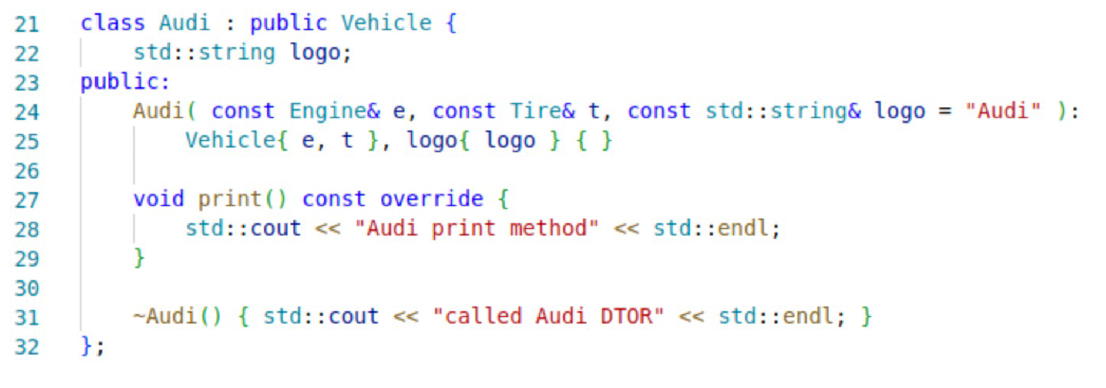 21 class Audi : public Vehicle {
22     std::string logo;
23 public:
24     Audi( const Engine& e, const Tire& t, const std::string& logo = "Audi" ):
25         Vehicle{ e, t }, logo{ logo } { }
26
27     void print() const override {
28         std::cout << "Audi print method" << std::endl;
29     }
30
31     ~Audi() { std::cout << "called Audi DTOR" << std::endl; }
32 };